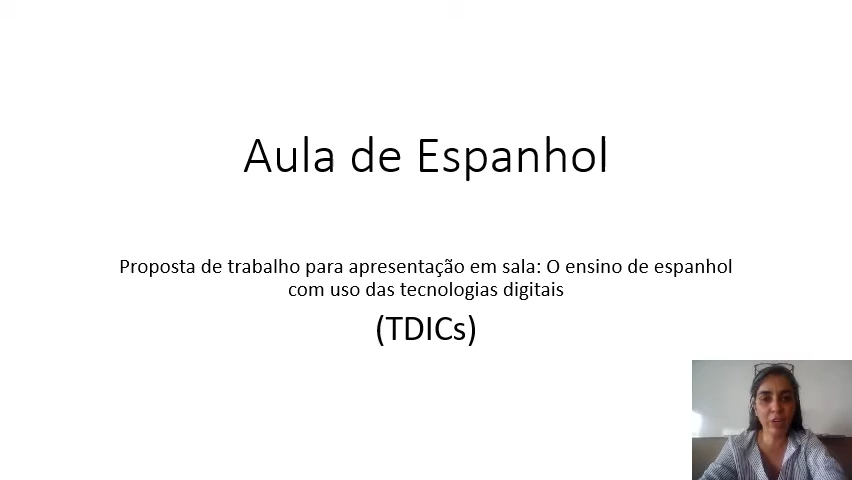 Aula de Espanhol
Proposta de trabalho para apresentação em sala: O ensino de espanhol
com uso das tecnologias digitais
(TDICs)